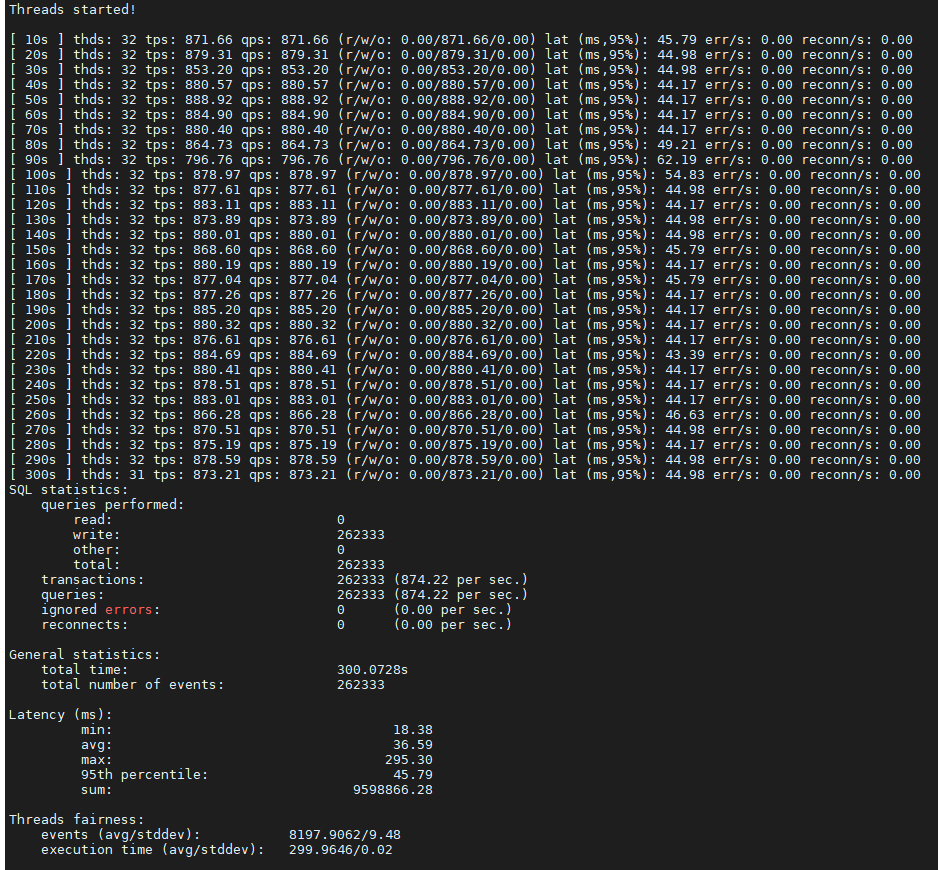 Threads started!
[ 10s ] thds: 32 tps: 871.66 qps: 871.66 (r/w/o: 0.00/871.66/0.00) lat (ms,95%): 45.79 err/s: 0.00 reconn/s: 0.00
[ 20s ] thds: 32 tps: 879.31 qps: 879.31 (r/w/o: 0.00/879.31/0.00) lat (ms,95%): 44.98 err/s: 0.00 reconn/s: 0.00
[ 30s ] thds: 32 tps: 853.20 qps: 853.20 (r/w/o: 0.00/853.20/0.00) lat (ms,95%): 44.98 err/s: 0.00 reconn/s: 0.00
[ 40s ] thds: 32 tps: 880.57 qps: 880.57 (r/w/o: 0.00/880.57/0.00) lat (ms,95%): 44.17 err/s: 0.00 reconn/s: 0.00
[ 50s ] thds: 32 tps: 888.92 qps: 888.92 (r/w/o: 0.00/888.92/0.00) lat (ms,95%): 44.17 err/s: 0.00 reconn/s: 0.00
[ 60s ] thds: 32 tps: 884.90 qps: 884.90 (r/w/o: 0.00/884.90/0.00) lat (ms,95%): 44.17 err/s: 0.00 reconn/s: 0.00
[ 70s ] thds: 32 tps: 880.40 qps: 880.40 (r/w/o: 0.00/880.40/0.00) lat (ms,95%): 44.17 err/s: 0.00 reconn/s: 0.00
[ 80s ] thds: 32 tps: 864.73 qps: 864.73 (r/w/o: 0.00/864.73/0.00) lat (ms,95%): 49.21 err/s: 0.00 reconn/s: 0.00
[ 90s ] thds: 32 tps: 796.76 qps: 796.76 (r/w/o: 0.00/796.76/0.00) lat (ms,95%): 62.19 err/s: 0.00 reconn/s: 0.00
[ 100s ] thds: 32 tps: 878.97 qps: 878.97 (r/w/o: 0.00/878.97/0.00) lat (ms,95%): 54.83 err/s: 0.00 reconn/s: 0.00
[ 110s ] thds: 32 tps: 877.61 qps: 877.61 (r/w/o: 0.00/877.61/0.00) lat (ms,95%): 44.98 err/s: 0.00 reconn/s: 0.00
[ 120s ] thds: 32 tps: 883.11 qps: 883.11 (r/w/o: 0.00/883.11/0.00) lat (ms,95%): 44.17 err/s: 0.00 reconn/s: 0.00
[ 130s ] thds: 32 tps: 873.89 qps: 873.89 (r/w/o: 0.00/873.89/0.00) lat (ms,95%): 44.98 err/s: 0.00 reconn/s: 0.00
[ 140s ] thds: 32 tps: 880.01 qps: 880.01 (r/w/o: 0.00/880.01/0.00) lat (ms,95%): 44.98 err/s: 0.00 reconn/s: 0.00
[ 150s ] thds: 32 tps: 868.60 qps: 868.60 (r/w/o: 0.00/868.60/0.00) lat (ms,95%): 45.79 err/s: 0.00 reconn/s: 0.00
[ 160s ] thds: 32 tps: 880.19 qps: 880.19 (r/w/o: 0.00/880.19/0.00) lat (ms,95%): 44.17 err/s: 0.00 reconn/s: 0.00
[ 170s ] thds: 32 tps: 877.04 qps: 877.04 (r/w/o: 0.00/877.04/0.00) lat (ms,95%): 45.79 err/s: 0.00 reconn/s: 0.00
[ 180s ] thds: 32 tps: 877.26 qps: 877.26 (r/w/o: 0.00/877.26/0.00) lat (ms,95%): 44.17 err/s: 0.00 reconn/s: 0.00
[ 190s ] thds: 32 tps: 885.20 qps: 885.20 (r/w/o: 0.00/885.20/0.00) lat (ms,95%): 44.17 err/s: 0.00 reconn/s: 0.00
[ 200s ] thds: 32 tps: 880.32 qps: 880.32 (r/w/o: 0.00/880.32/0.00) lat (ms,95%): 44.17 err/s: 0.00 reconn/s: 0.00
[ 210s ] thds: 32 tps: 876.61 qps: 876.61 (r/w/o: 0.00/876.61/0.00) lat (ms,95%): 44.17 err/s: 0.00 reconn/s: 0.00
[ 220s ] thds: 32 tps: 884.69 qps: 884.69 (r/w/o: 0.00/884.69/0.00) lat (ms,95%): 43.39 err/s: 0.00 reconn/s: 0.00
[ 230s ] thds: 32 tps: 880.41 qps: 880.41 (r/w/o: 0.00/880.41/0.00) lat (ms,95%): 44.17 err/s: 0.00 reconn/s: 0.00
[ 240s ] thds: 32 tps: 878.51 qps: 878.51 (r/w/o: 0.00/878.51/0.00) lat (ms,95%): 44.17 err/s: 0.00 reconn/s: 0.00
[ 250s ] thds: 32 tps: 883.01 qps: 883.01 (r/w/o: 0.00/883.01/0.00) lat (ms,95%): 44.17 err/s: 0.00 reconn/s: 0.00
[ 260s ] thds: 32 tps: 866.28 qps: 866.28 (r/w/o: 0.00/866.28/0.00) lat (ms,95%): 46.63 err/s: 0.00 reconn/s: 0.00
[ 270s ] thds: 32 tps: 870.51 qps: 870.51 (r/w/o: 0.00/870.51/0.00) lat (ms,95%): 44.98 err/s: 0.00 reconn/s: 0.00
[ 280s ] thds: 32 tps: 875.19 qps: 875.19 (r/w/o: 0.00/875.19/0.00) lat (ms,95%): 44.17 err/s: 0.00 reconn/s: 0.00
[ 290s ] thds: 32 tps: 878.59 qps: 878.59 (r/w/o: 0.00/878.59/0.00) lat (ms,95%): 44.98 err/s: 0.00 reconn/s: 0.00
[ 300s ] thds: 31 tps: 873.21 qps: 873.21 (r/w/o: 0.00/873.21/0.00) lat (ms,95%): 44.98 err/s: 0.00 reconn/s: 0.00
SQL statistics:
queries performed:
read: 0
write: 262333
other: 0
total: 262333
transactions: 262333 (874.22 per sec.)
queries: 262333 (874.22 per sec.)
ignored errors: 0 (0.00 per sec.)
reconnects: 0 (0.00 per sec.)
General statistics:
total time: 300.0728s
total number of events: 262333
Latency (ms):
min: 18.38
avg: 36.59
max: 295.30
95th percentile: 45.79
sum: 9598866.28
Threads fairness:
events (avg/stddev): 8197.9062/9.48
execution time (avg/stddev): 299.9646/0.02